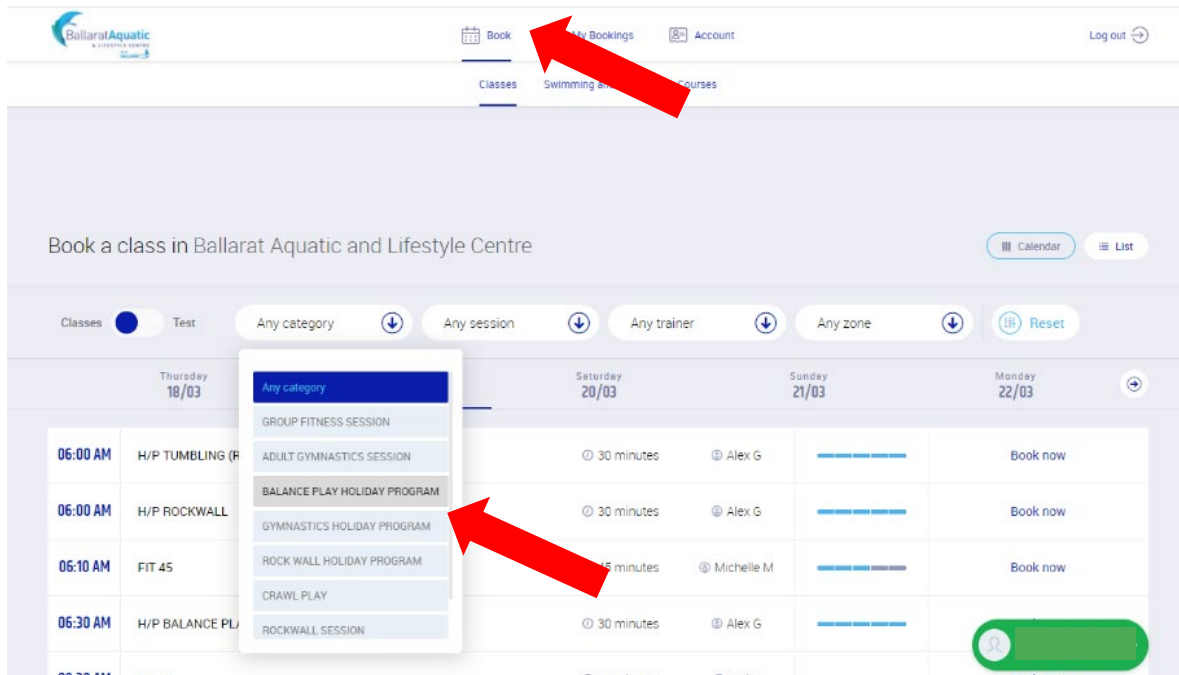 BallaratAquatic
& LIFESTYLE CENTRE
Book My Bookings Account Log out
Classes Swimming an Courses
Book a class in Ballarat Aquatic and Lifestyle Centre
Calendar List
Classes Test Any category Any session Any trainer Any zone Reset
Thursday Saturday Sunday Monday
18/03 20/03 21/03 22/03
Any category
GROUP FITNESS SESSION
06:00 AM H/P TUMBLING (R ADULT GYMNASTICS SESSION 30 minutes Alex G Book now
BALANCE PLAY HOLIDAY PROGRAM
06:00 AM H/P ROCKWALL 30 minutes Alex G Book now
GYMNASTICS HOLIDAY PROGRAM
ROCK WALL HOLIDAY PROGRAM
06:10 AM FIT 45 minutes Michelle M Book now
CRAWL PLAY
06:30 AM H/P BALANCE PLA ROCKWALL SESSION 30 minutes Alex G